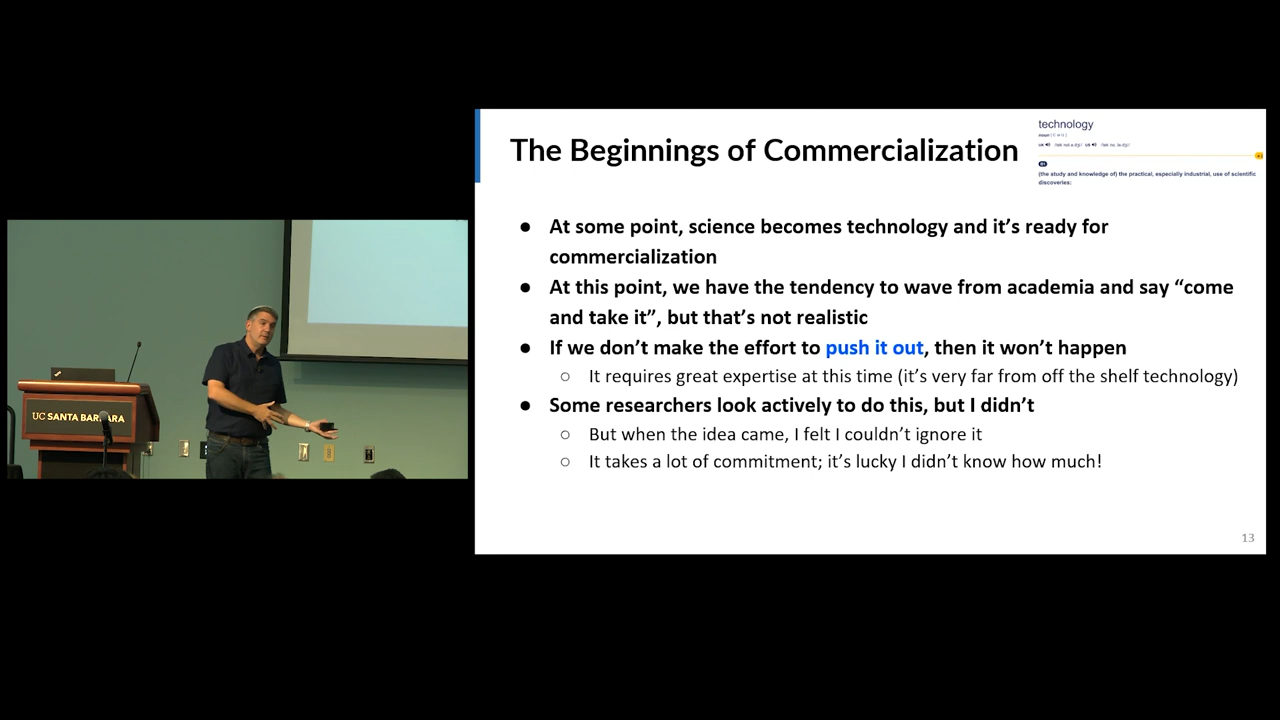 UC SANTA BARBARA
The Beginnings of Commercialization
technology
(the study and knowledge of) the practical, especially industrial, use of scientific
discoveries:
● At some point, science becomes technology and it's ready for
commercialization
● At this point, we have the tendency to wave from academia and say “come
and take it”, but that's not realistic
● If we don't make the effort to push it out, then it won't happen
○ It requires great expertise at this time (it's very far from off the shelf technology)
● Some researchers look actively to do this, but I didn't
○ But when the idea came, I felt I couldn't ignore it
○ It takes a lot of commitment; it's lucky I didn't know how much!
13